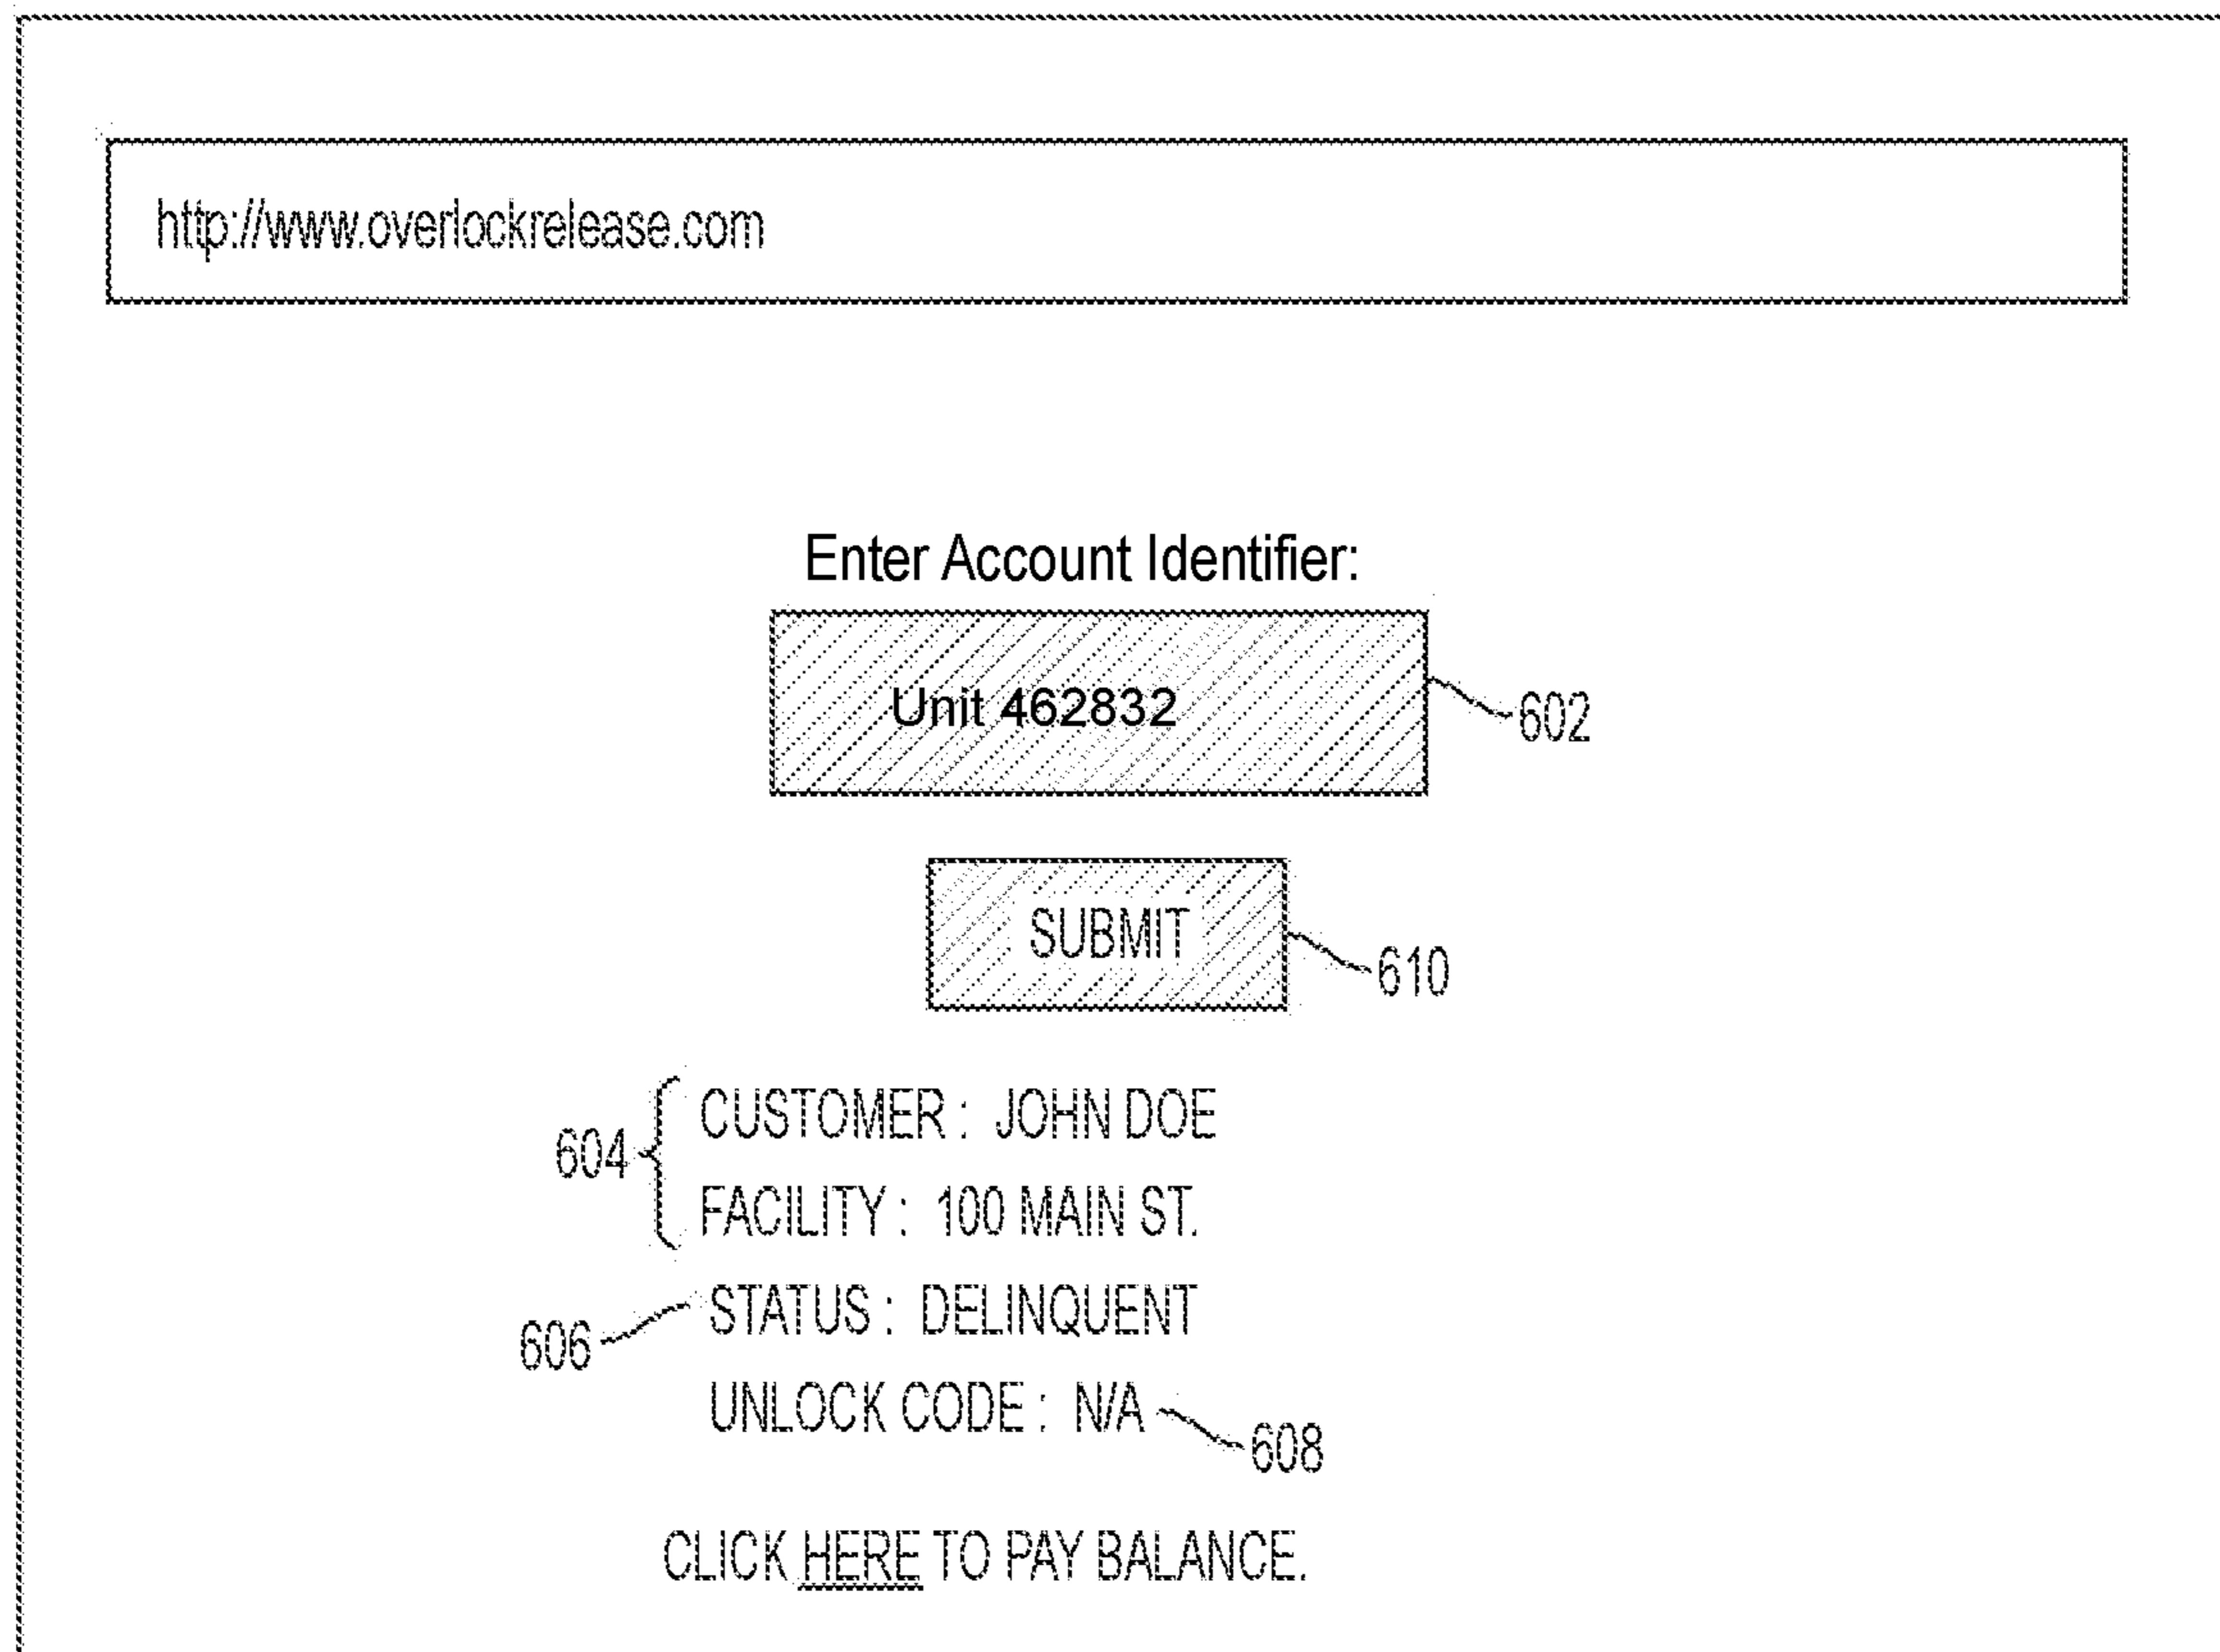 http://www.overlockrelease.com
Enter Account Identifier:
Unit 462832
602
SUBMIT
610
604
CUSTOMER : JOHN DOE
FACILITY : 100 MAIN ST.
606
STATUS : DELINQUENT
UNLOCK CODE : N/A
608
CLICK HERE TO PAY BALANCE.